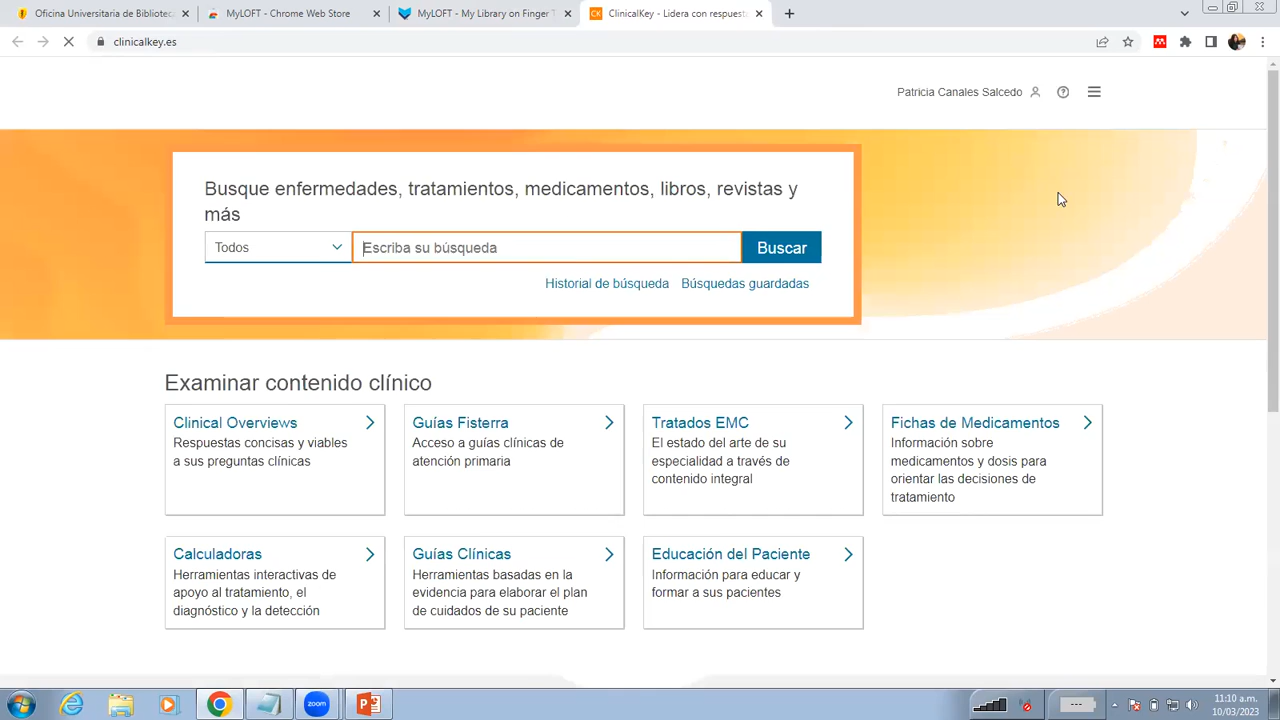 Oficina Universitaria de Bibliotec
MyLOFT - Chrome Web Store
MyLOFT - My Library on Finger T
CK
ClinicalKey - Lidera con respuest
clinicalkey.es
Patricia Canales Salcedo
Busque enfermedades, tratamientos, medicamentos, libros, revistas y
más
Todos
Escriba su búsqueda
Buscar
Historial de búsqueda
Búsquedas guardadas
Examinar contenido clínico
Clinical Overviews
Respuestas concisas y viables
a sus preguntas clínicas
Guías Fisterra
Acceso a guías clínicas de
atención primaria
Tratados EMC
El estado del arte de su
especialidad a través de
contenido integral
Fichas de Medicamentos
Información sobre
medicamentos y dosis para
orientar las decisiones de
tratamiento
Calculadoras
Herramientas interactivas de
apoyo al tratamiento, el
diagnóstico y la detección
Guías Clínicas
Herramientas basadas en la
evidencia para elaborar el plan
de cuidados de su paciente
Educación del Paciente
Información para educar y
formar a sus pacientes
zoom
11:10 a.m.
10/03/2023